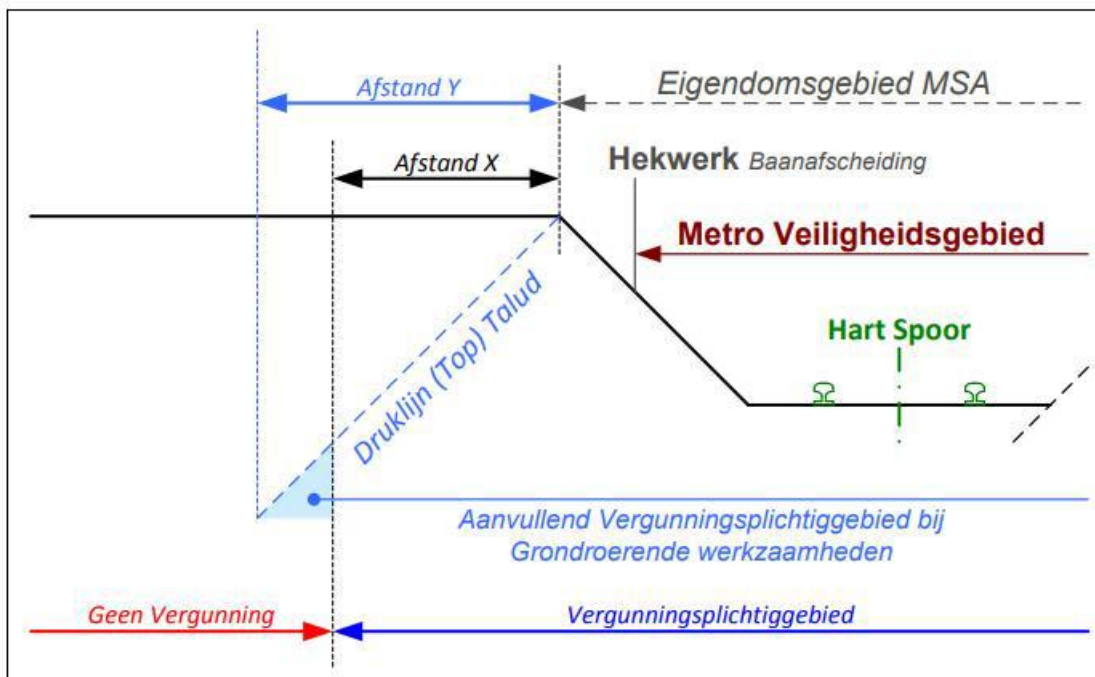 Afstand Y
Eigendomsgebied MSA
Afstand X
Hekwerk Baanafscheiding
Metro Veiligheidsgebied
Druklijn (Top) Talud
Hart Spoor
Aanvullend Vergunningsplichtiggebied bij
Grondroerende werkzaamheden
Geen Vergunning
Vergunningsplichtiggebied